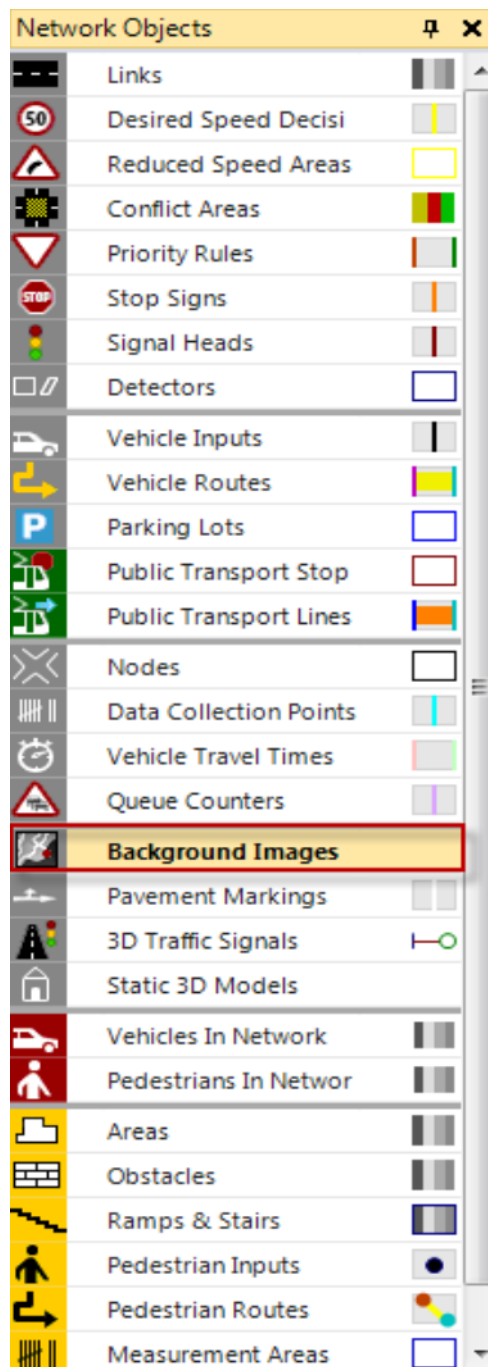 Network Objects
Links
50 Desired Speed Decisi
Reduced Speed Areas
Conflict Areas
Priority Rules
STOP Stop Signs
Signal Heads
Detectors
Vehicle Inputs
Vehicle Routes
P Parking Lots
Public Transport Stop
Public Transport Lines
Nodes
Data Collection Points
Vehicle Travel Times
Queue Counters
Background Images
Pavement Markings
3D Traffic Signals
Static 3D Models
Vehicles In Network
Pedestrians In Networ
Areas
Obstacles
Ramps & Stairs
Pedestrian Inputs
Pedestrian Routes
Measurement Areas